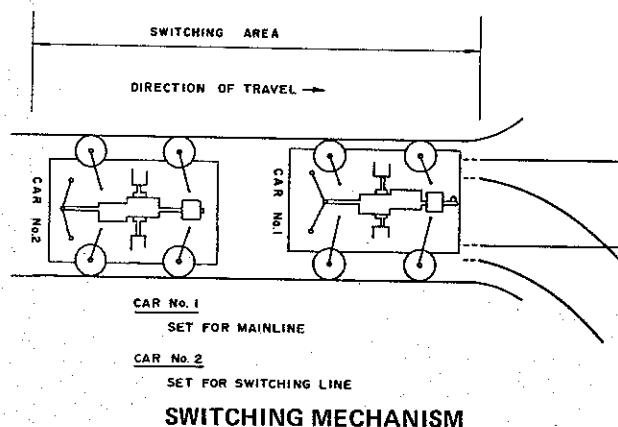 SWITCHING AREA
DIRECTION OF TRAVEL
CAR No.2
CAR No.1
CAR No. 1
SET FOR MAINLINE
CAR No. 2
SET FOR SWITCHING LINE
SWITCHING MECHANISM